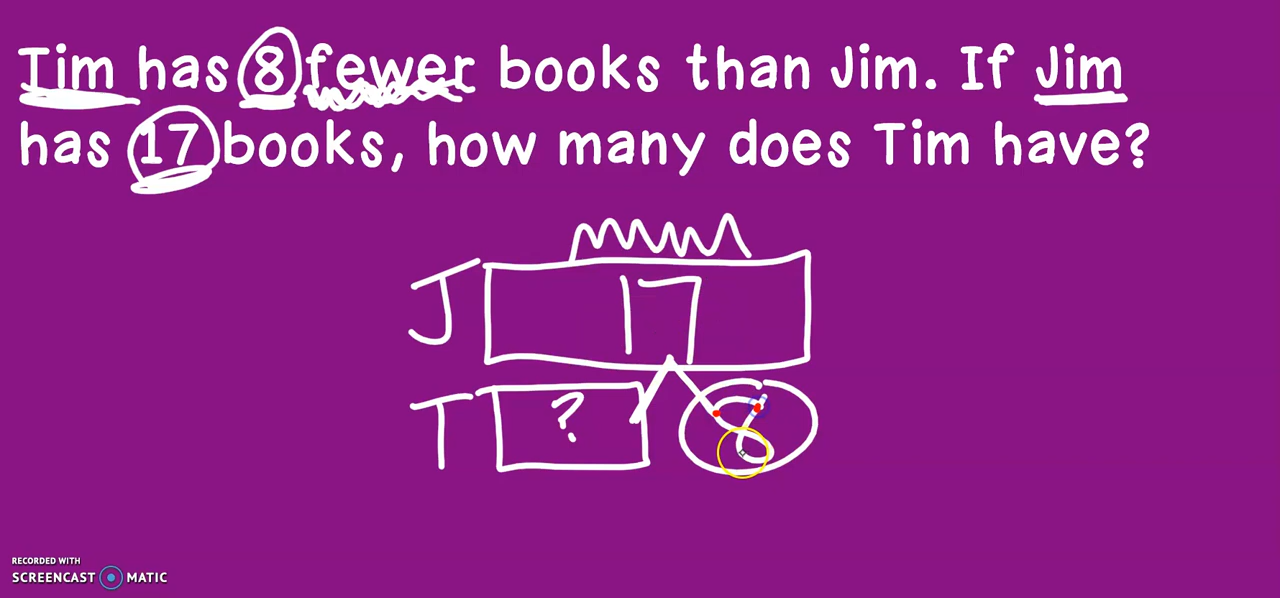 Tim has 8 fewer books than Jim. If Jim
has 17 books, how many does Tim have?
J 17
T ? 8
RECORDED WITH
SCREENCAST MATIC